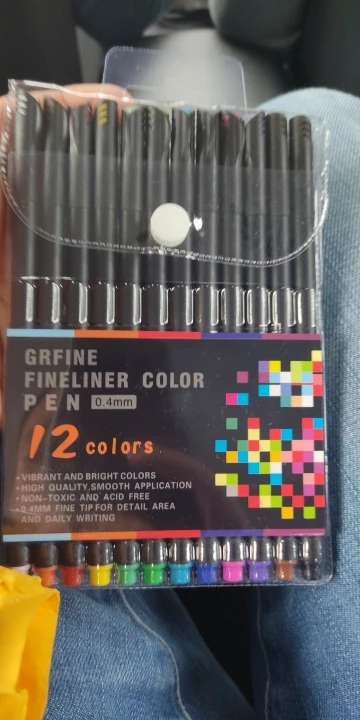 GRFINE
FINELINER COLOR
PEN 0.4mm
12 colors
•VIBRANT AND BRIGHT COLORS
•HIGH QUALITY,SMOOTH APPLICATION
•NON-TOXIC AND ACID FREE
•0.4MM FINE TIP FOR DETAIL AREA
AND DAILY WRITING